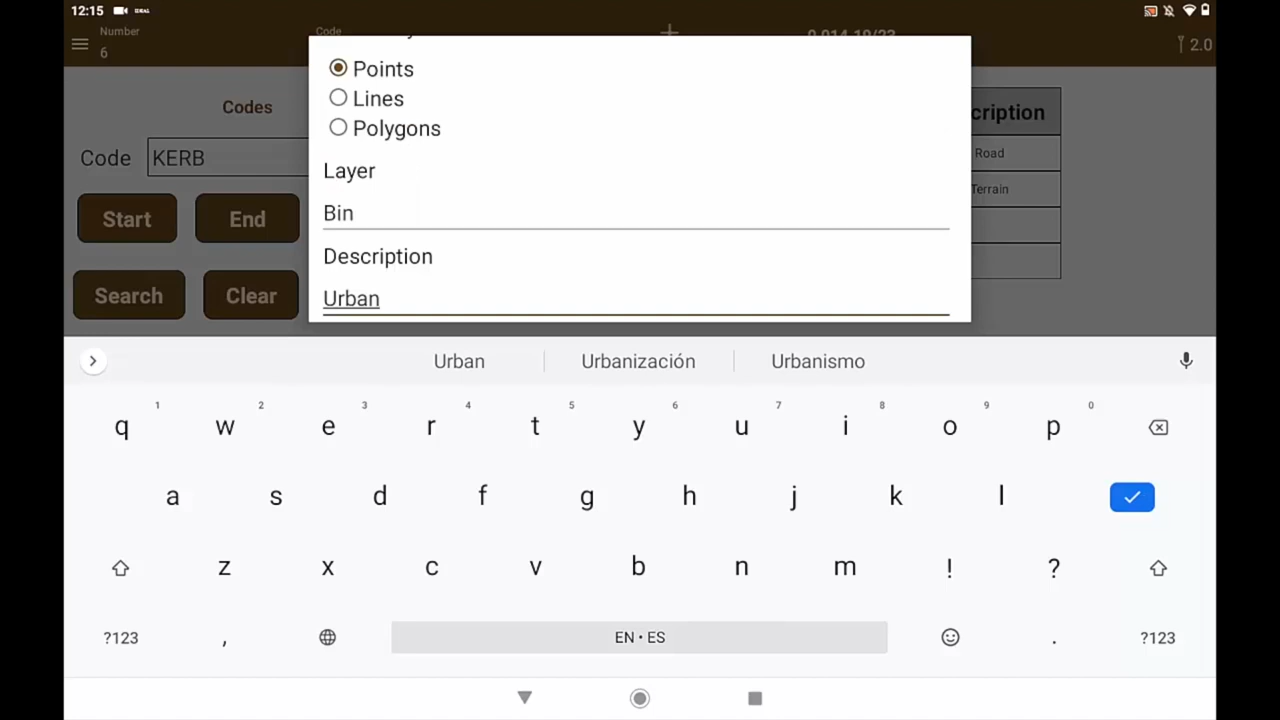 12:15
Number
Code
6
2.0
Points
Codes
Lines
cription
Polygons
Code KERB
Road
Layer
Terrain
Start End
Bin
Description
Search Clear
Urban
Urban Urbanización Urbanismo
1 2 3 4 5 6 7 8 9 0
q w e r t y u i o p
a s d f g h j k l
z x c v b n m ! ?
?123 , EN • ES . ?123